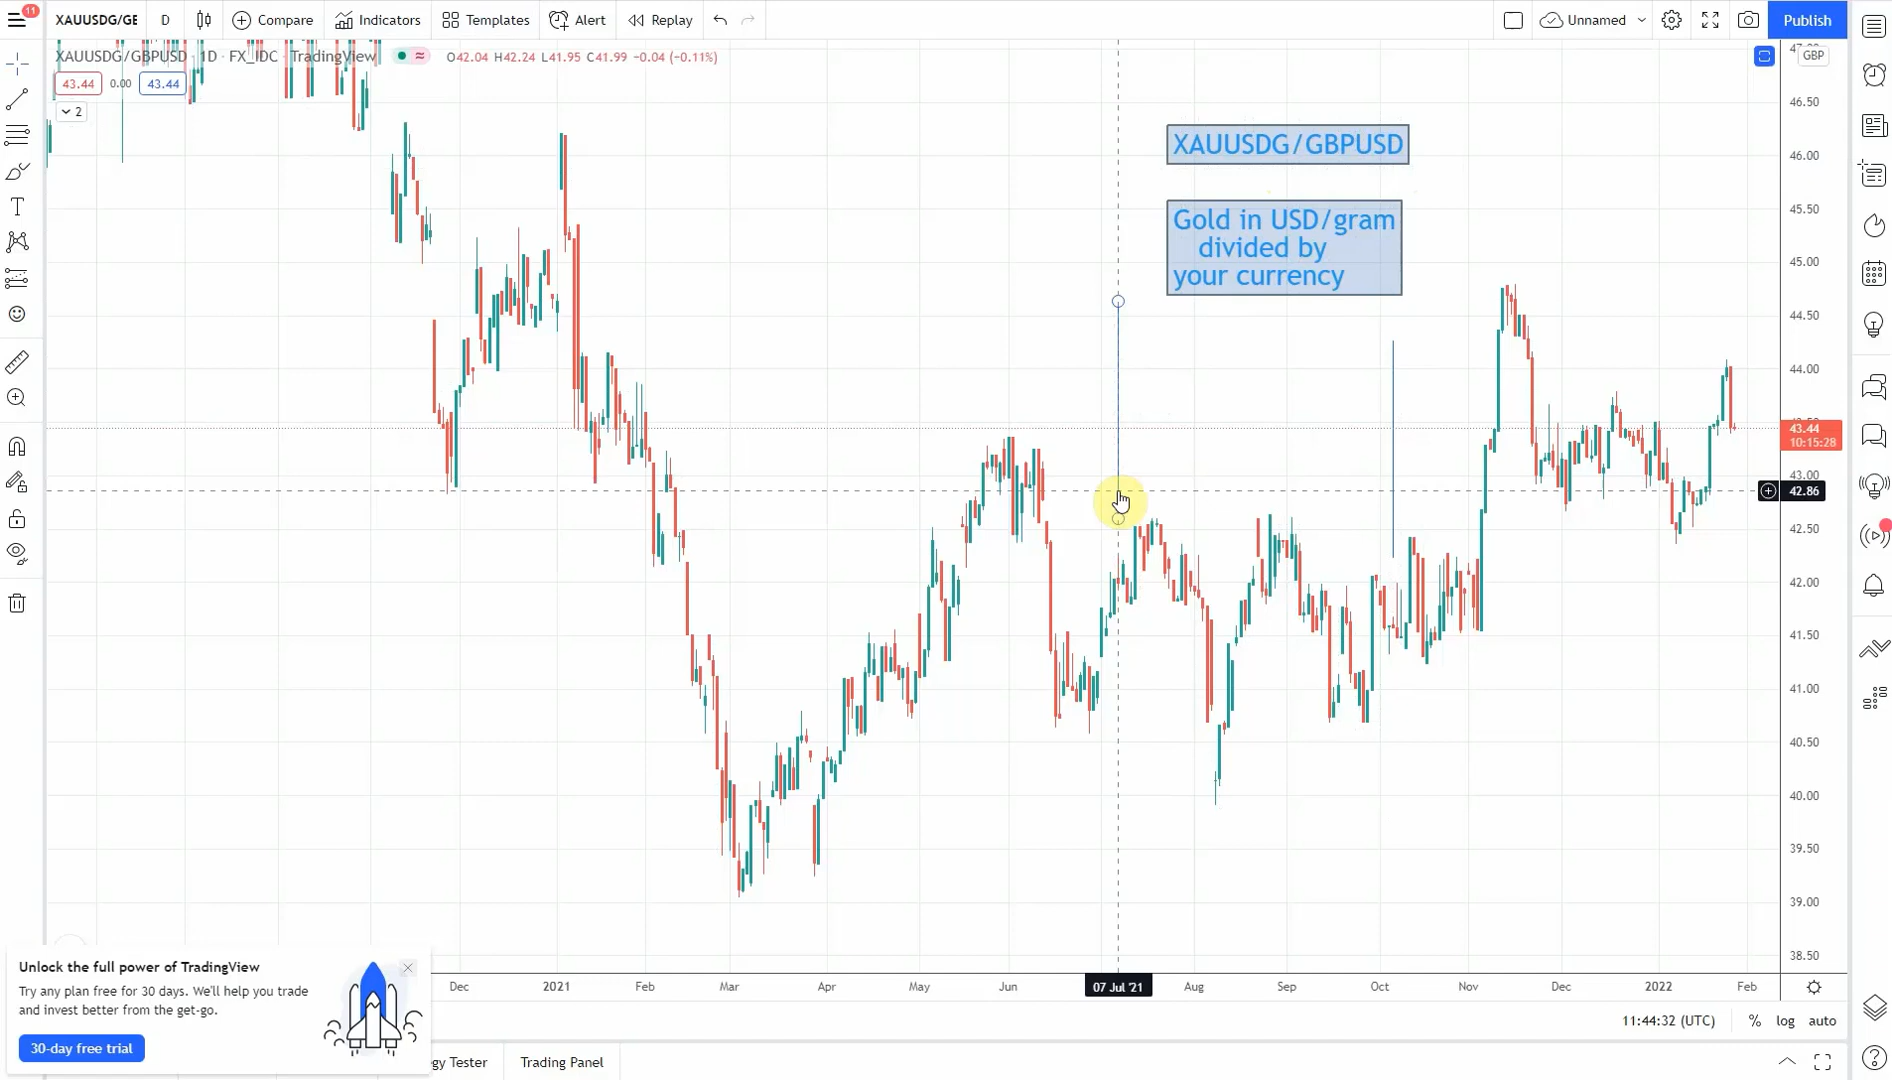 11
XAUUSDG/GE
D
Compare
Indicators
Templates
Alert
Replay
Unnamed
Publish
XAUUSDG/GBPUSD · 1D · FX_IDC · TradingView
O42.04 H42.24 L41.95 C41.99 -0.04 (-0.11%)
43.44 0.00 43.44
2
GBP
XAUUSDG/GBPUSD
Gold in USD/gram
divided by
your currency
46.50
46.00
45.50
45.00
44.50
44.00
43.44
10:15:28
43.00
42.86
42.50
42.00
41.50
41.00
40.50
40.00
39.50
39.00
38.50
Dec 2021 Feb Mar Apr May Jun 07 Jul '21 Aug Sep Oct Nov Dec 2022 Feb
Unlock the full power of TradingView
Try any plan free for 30 days. We'll help you trade
and invest better from the get-go.
30-day free trial
11:44:32 (UTC) % log auto
gy Tester
Trading Panel